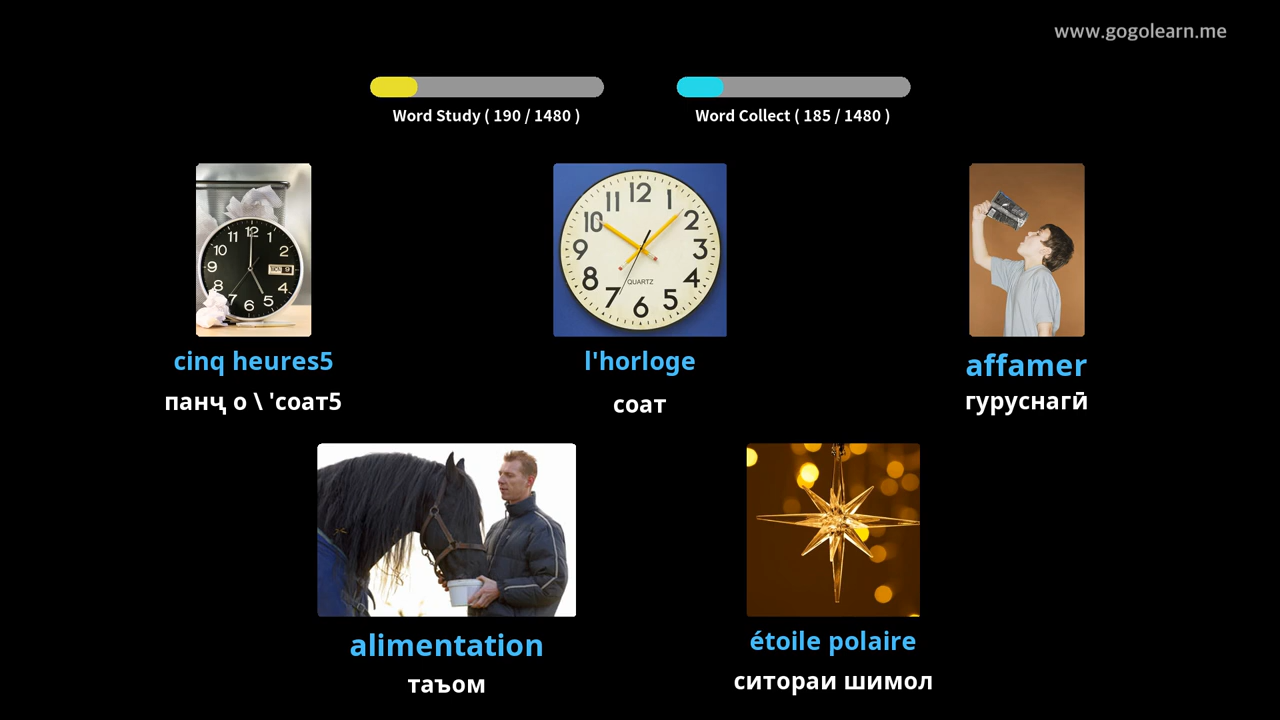 www.gogolearn.me
Word Study ( 190 / 1480 )
Word Collect ( 185 / 1480 )
cinq heures5
l'horloge
affamer
панҷ о \ 'соат5
соат
гуруснагӣ
QUARTZ
alimentation
étoile polaire
таъом
ситораи шимол